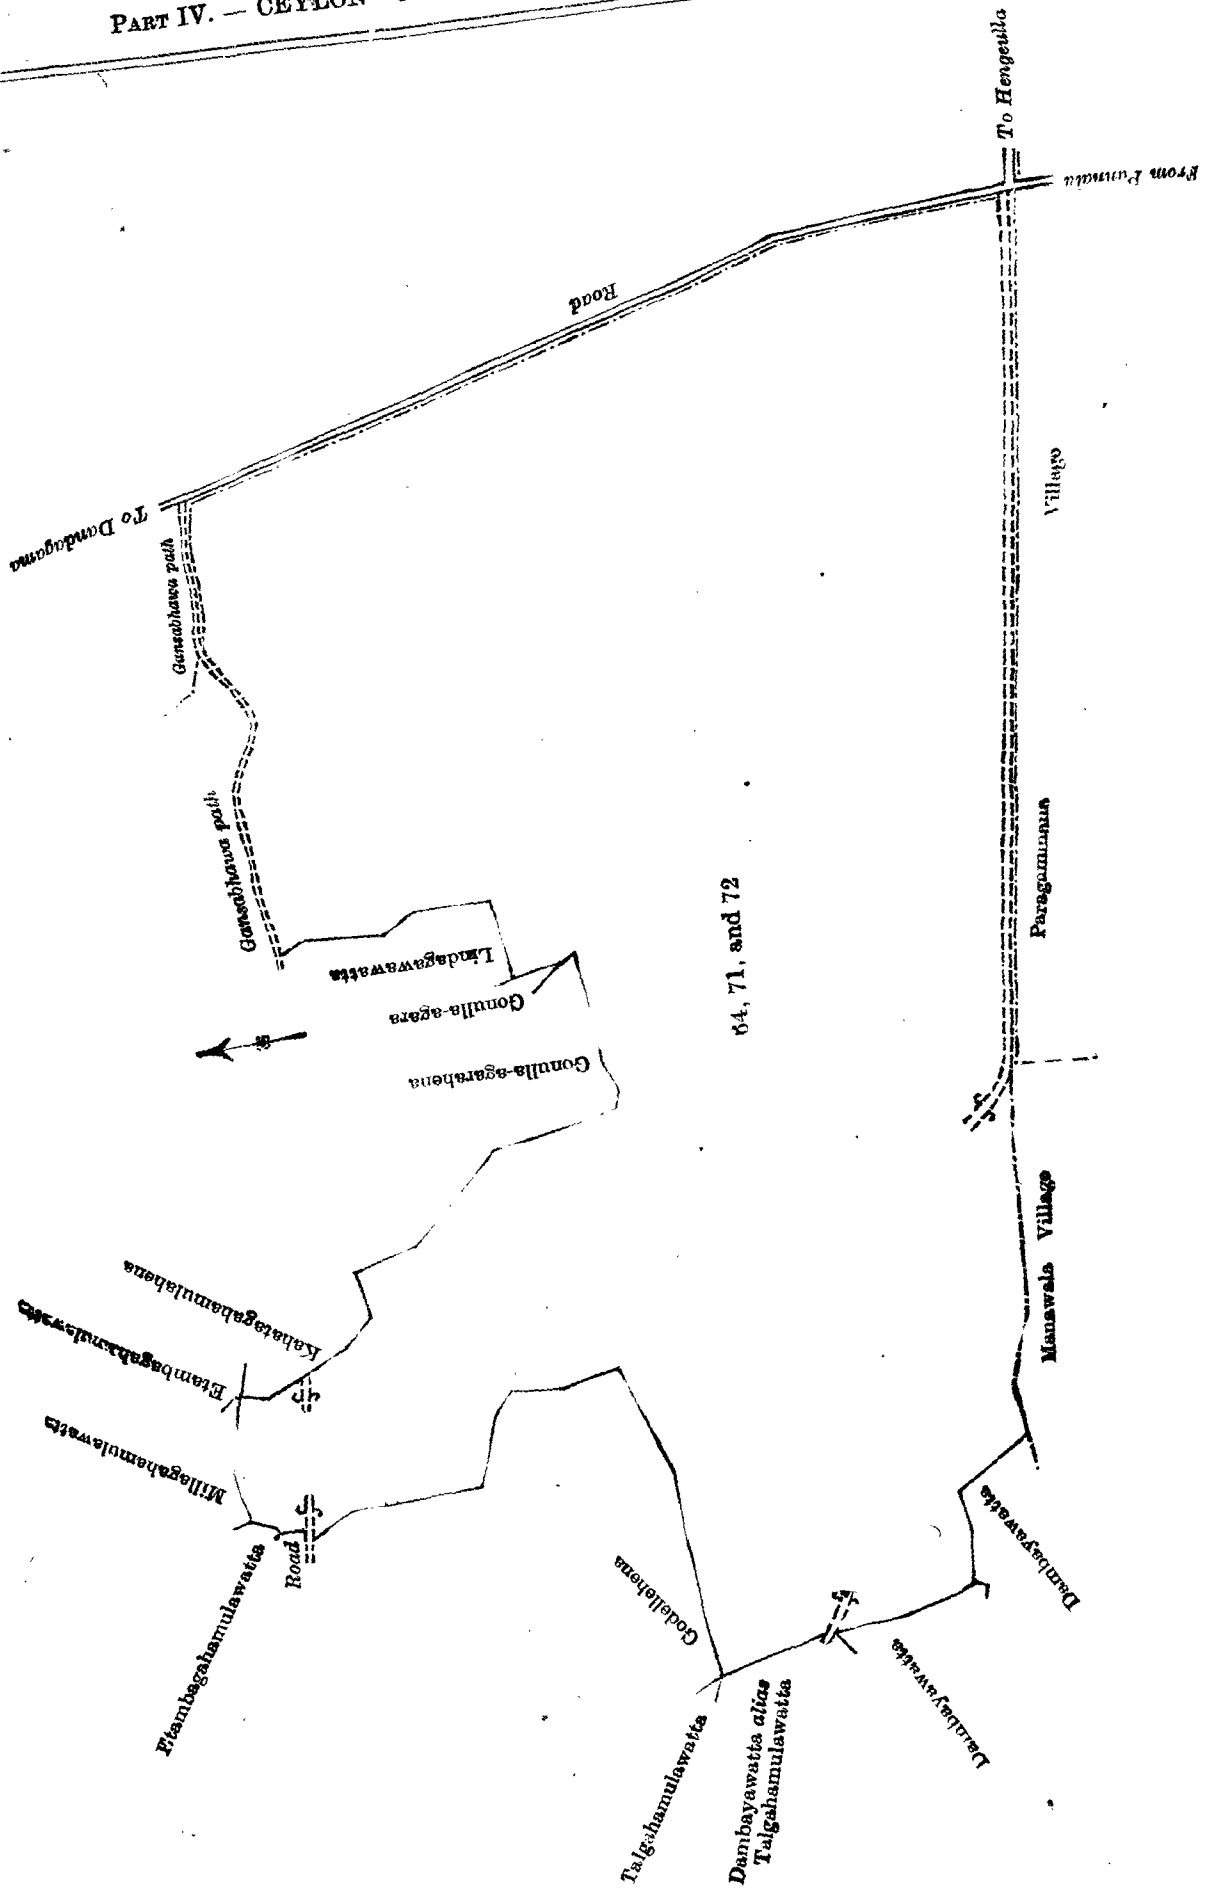 PART IV. — CEYLON
To Hengeulla
From Punnalu
Road
To Dandagama
Gansabhawa path
Village
Gansabhawa path
Paragammana
Lindagawawatta
Gonulla-agara
64, 71, and 72
Gonulla-agarahena
Manawala Village
Kahatagahamulahena
Etambagahamulawatta
Millagahamulawatta
Etambagahamulawatta
Road
Godellehena
Dambayawatta
Dambayawatta
Talgahamulawatta
Dambayawatta alias
Talgahamulawatta